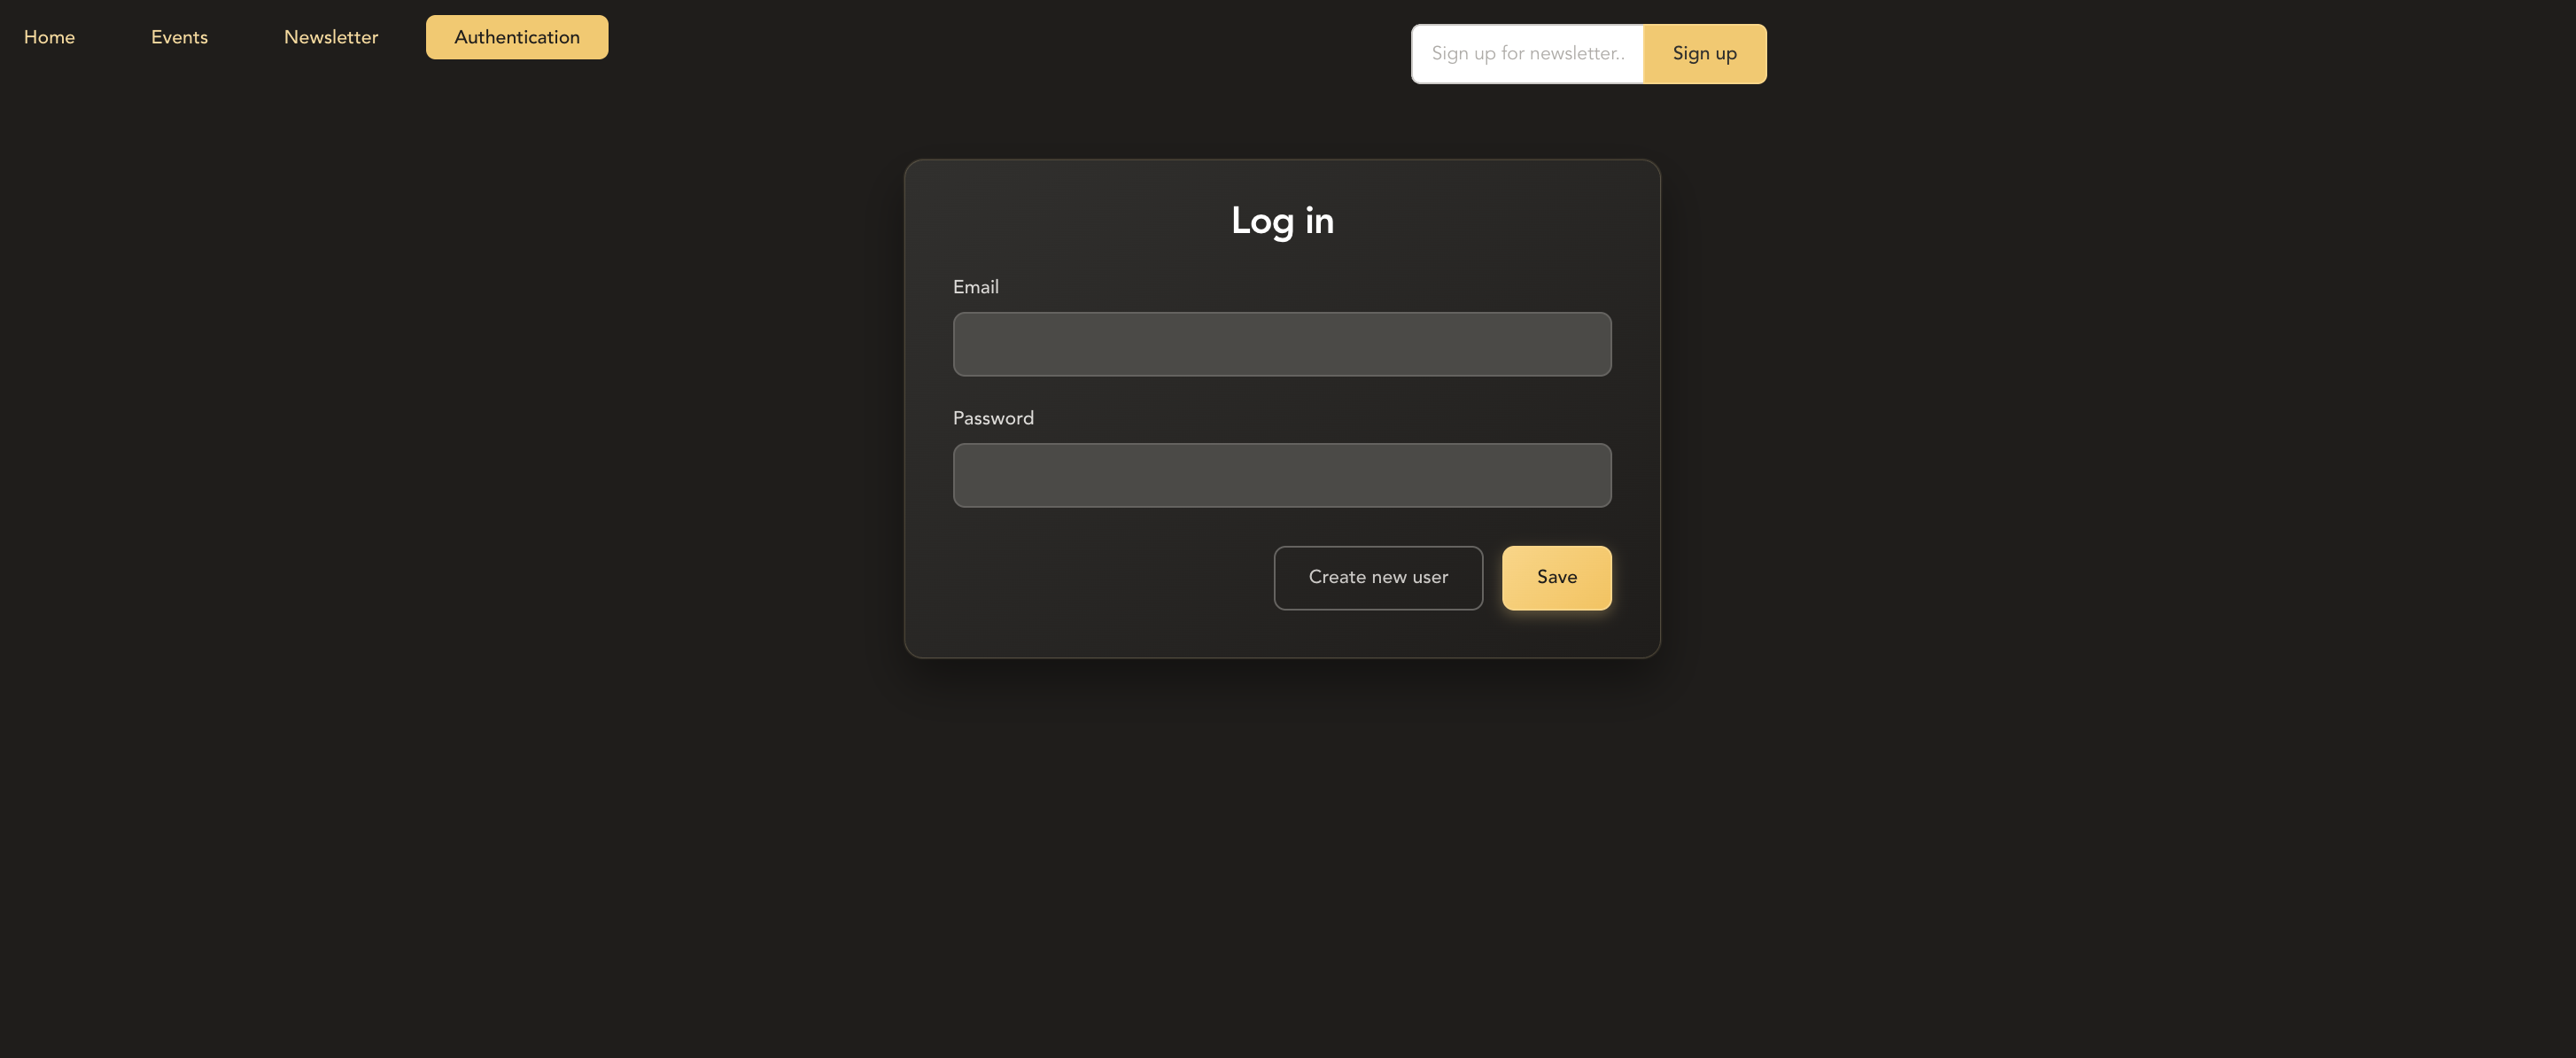 Home Events Newsletter Authentication
Sign up for newsletter.. Sign up
Log in
Email
Password
Create new user Save